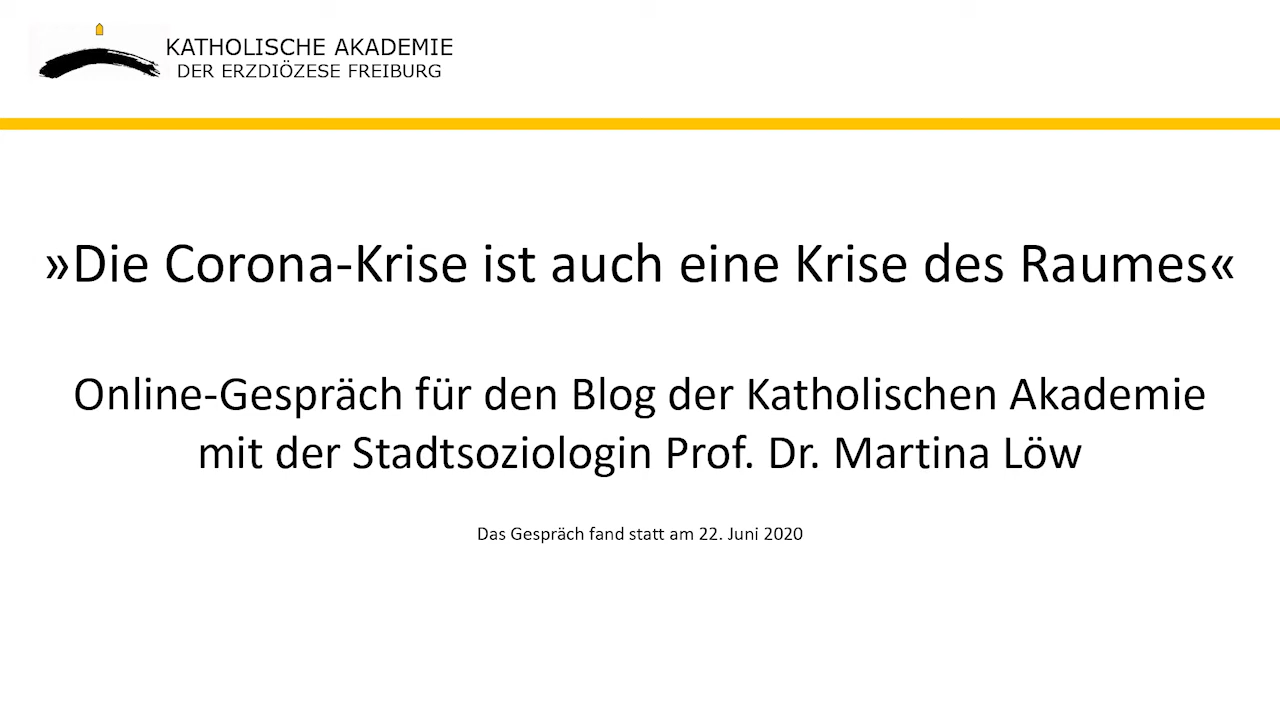 KATHOLISCHE AKADEMIE
DER ERZDIÖZESE FREIBURG
»Die Corona-Krise ist auch eine Krise des Raumes«
Online-Gespräch für den Blog der Katholischen Akademie
mit der Stadtsoziologin Prof. Dr. Martina Löw
Das Gespräch fand statt am 22. Juni 2020